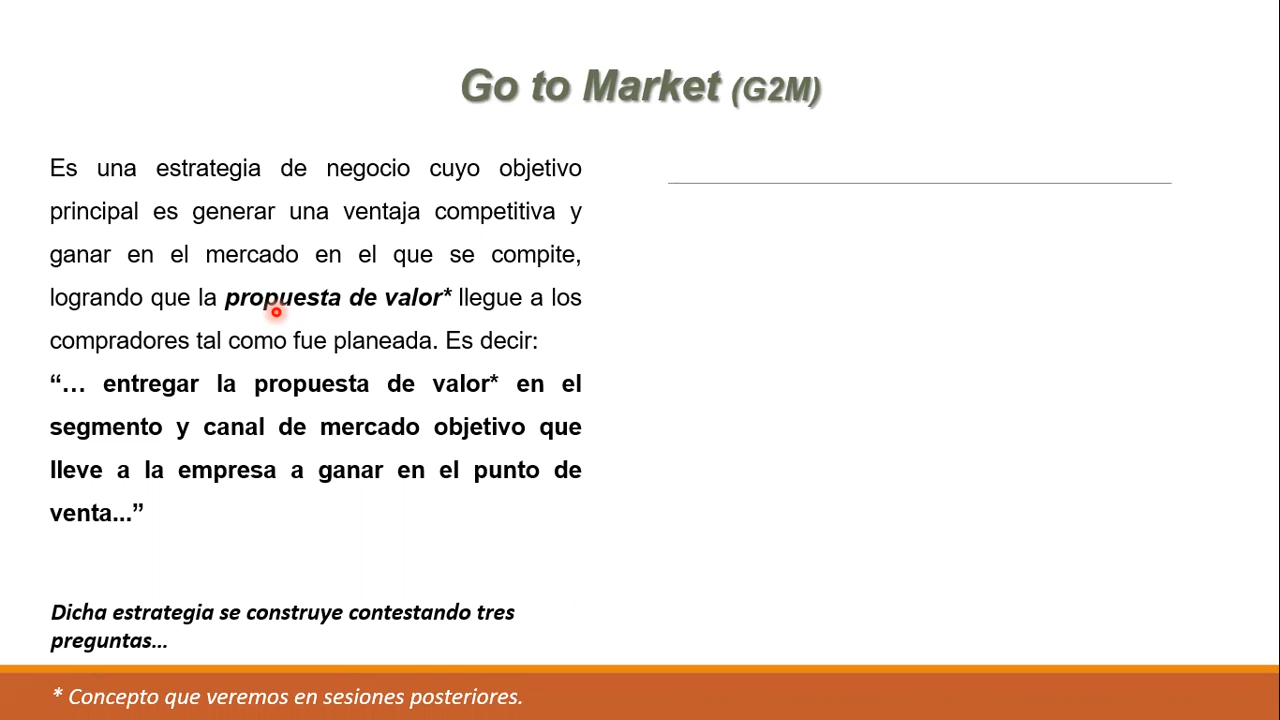 Go to Market (G2M)
Es una estrategia de negocio cuyo objetivo
principal es generar una ventaja competitiva y
ganar en el mercado en el que se compite,
logrando que la propuesta de valor* llegue a los
compradores tal como fue planeada. Es decir:
“… entregar la propuesta de valor* en el
segmento y canal de mercado objetivo que
lleve a la empresa a ganar en el punto de
venta...”
Dicha estrategia se construye contestando tres
preguntas…
* Concepto que veremos en sesiones posteriores.